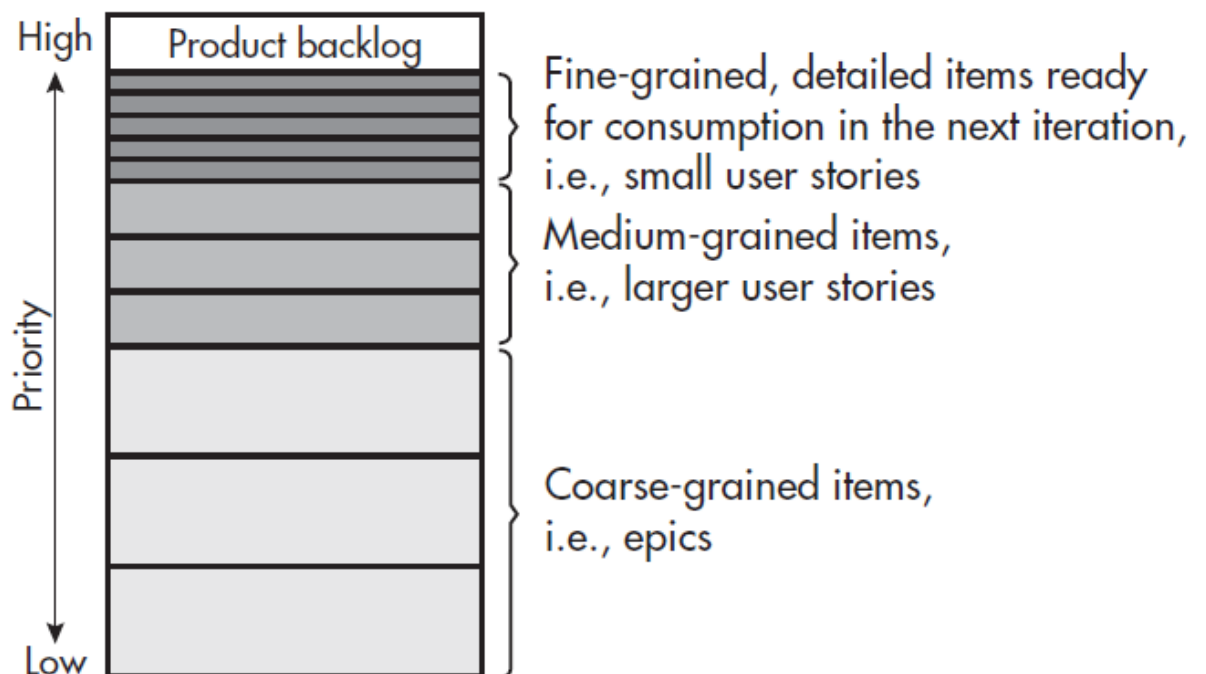 High
Product backlog
Fine-grained, detailed items ready
for consumption in the next iteration,
i.e., small user stories
Medium-grained items,
i.e., larger user stories
Priority
Coarse-grained items,
i.e., epics
Low